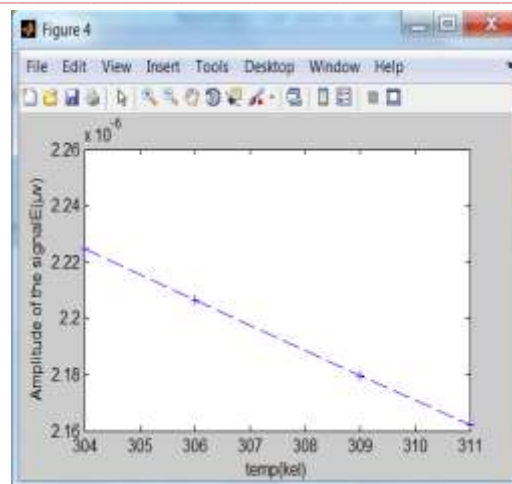 Figure 4
File Edit View Insert Tools Desktop Window Help
x 10^-6
2.26
2.24
2.22
2.2
2.18
2.16
Amplitude of the signalE(μv)
304 305 306 307 308 309 310 311
temp(kel)